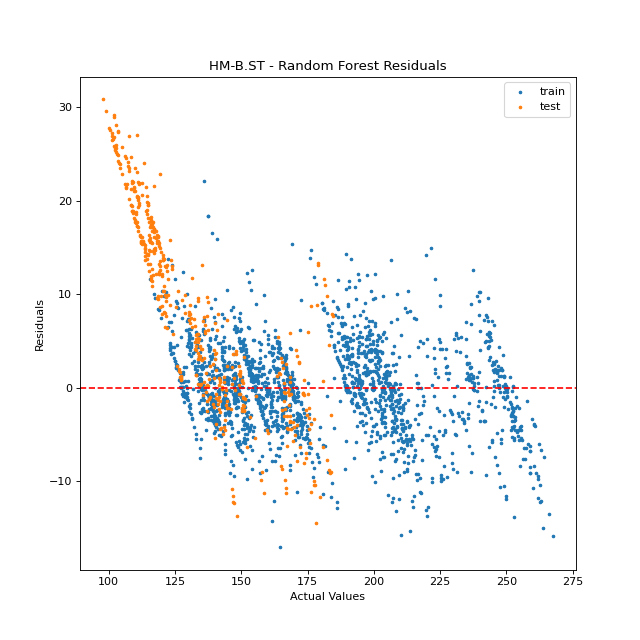 HM-B.ST - Random Forest Residuals
train
test
30
20
10
0
−10
Residuals
100
125
150
175
200
225
250
275
Actual Values